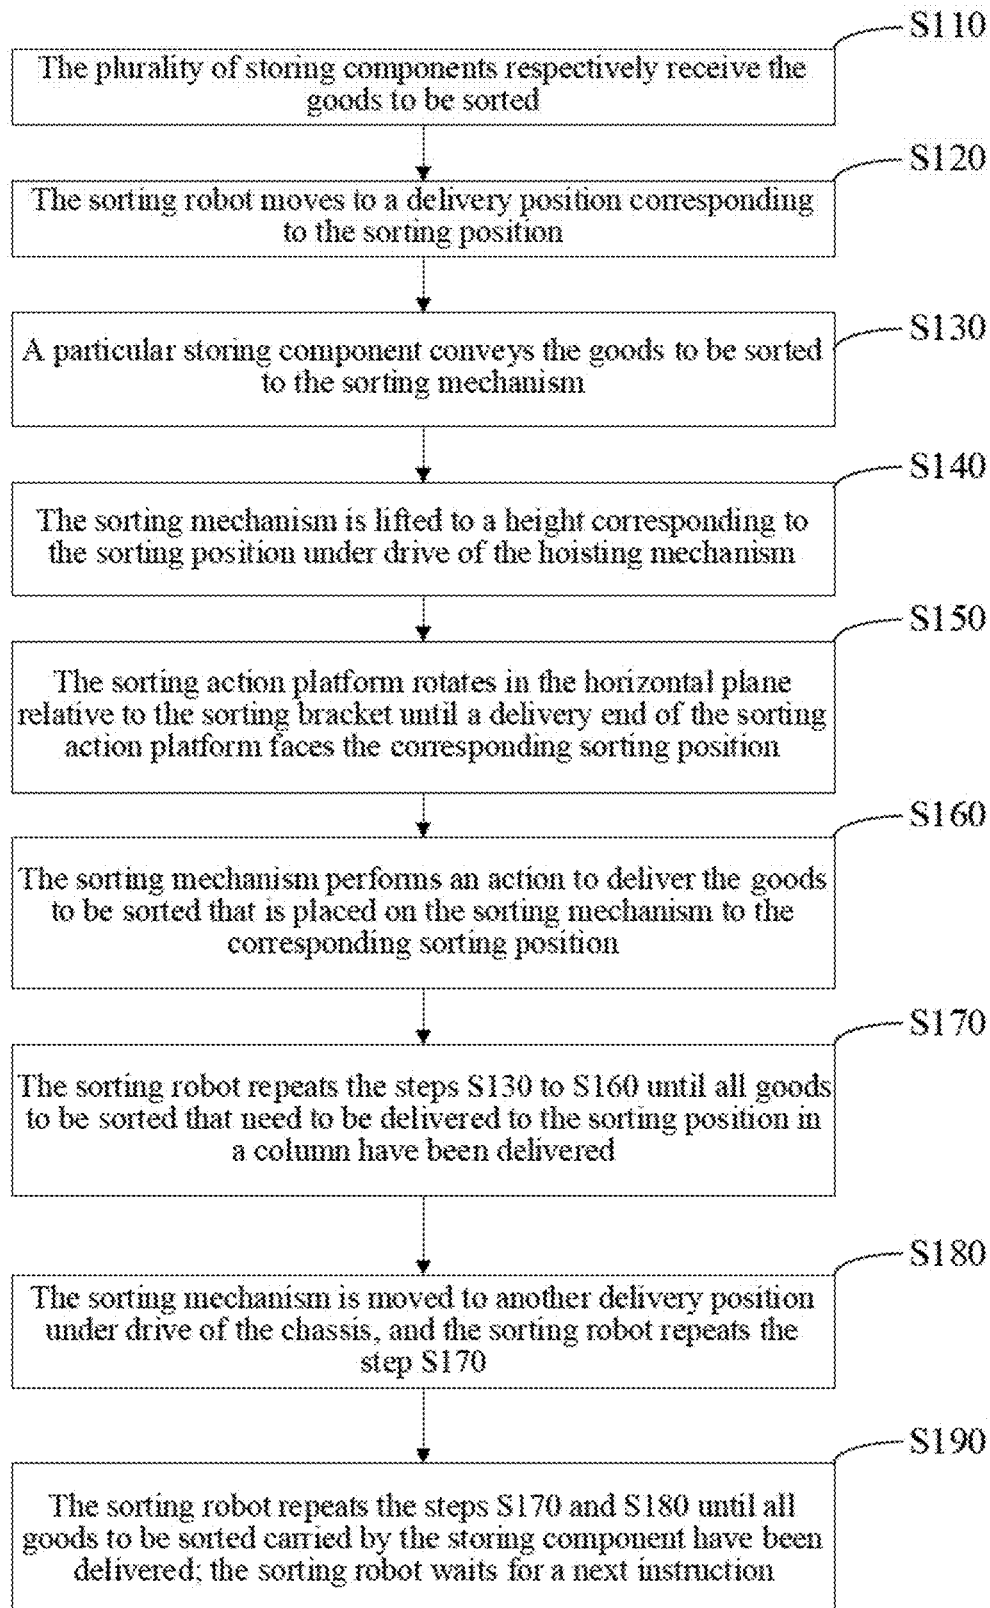 S110
The plurality of storing components respectively receive the
goods to be sorted
S120
The sorting robot moves to a delivery position corresponding
to the sorting position
S130
A particular storing component conveys the goods to be sorted
to the sorting mechanism
S140
The sorting mechanism is lifted to a height corresponding to
the sorting position under drive of the hoisting mechanism
S150
The sorting action platform rotates in the horizontal plane
relative to the sorting bracket until a delivery end of the sorting
action platform faces the corresponding sorting position
S160
The sorting mechanism performs an action to deliver the goods
to be sorted that is placed on the sorting mechanism to the
corresponding sorting position
S170
The sorting robot repeats the steps S130 to S160 until all goods
to be sorted that need to be delivered to the sorting position in
a column have been delivered
S180
The sorting mechanism is moved to another delivery position
under drive of the chassis, and the sorting robot repeats the
step S170
S190
The sorting robot repeats the steps S170 and S180 until all
goods to be sorted carried by the storing component have been
delivered; the sorting robot waits for a next instruction